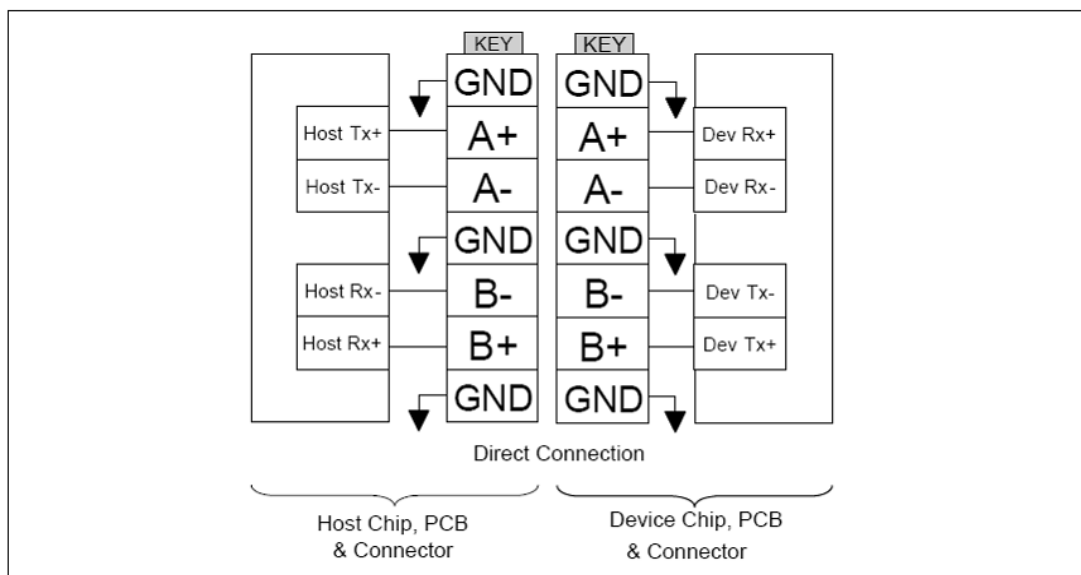 KEY KEY
GND GND
Host Tx+ A+ A+ Dev Rx+
Host Tx- A- A- Dev Rx-
GND GND
Host Rx- B- B- Dev Tx-
Host Rx+ B+ B+ Dev Tx+
GND GND
Direct Connection
Host Chip, PCB Device Chip, PCB
& Connector & Connector